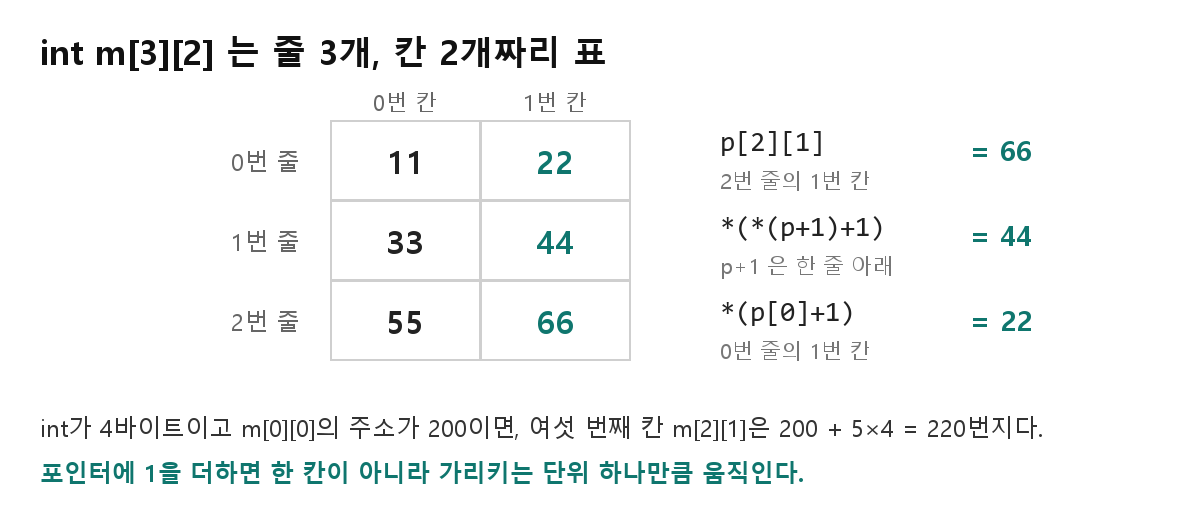 int m[3][2] 는 줄 3개, 칸 2개짜리 표
0번 칸 1번 칸
0번 줄 11 22
1번 줄 33 44
2번 줄 55 66
p[2][1] = 66
2번 줄의 1번 칸
*(*(p+1)+1) = 44
p+1 은 한 줄 아래
*(p[0]+1) = 22
0번 줄의 1번 칸
int가 4바이트이고 m[0][0]의 주소가 200이면, 여섯 번째 칸 m[2][1]은 200 + 5×4 = 220번지다.
포인터에 1을 더하면 한 칸이 아니라 가리키는 단위 하나만큼 움직인다.